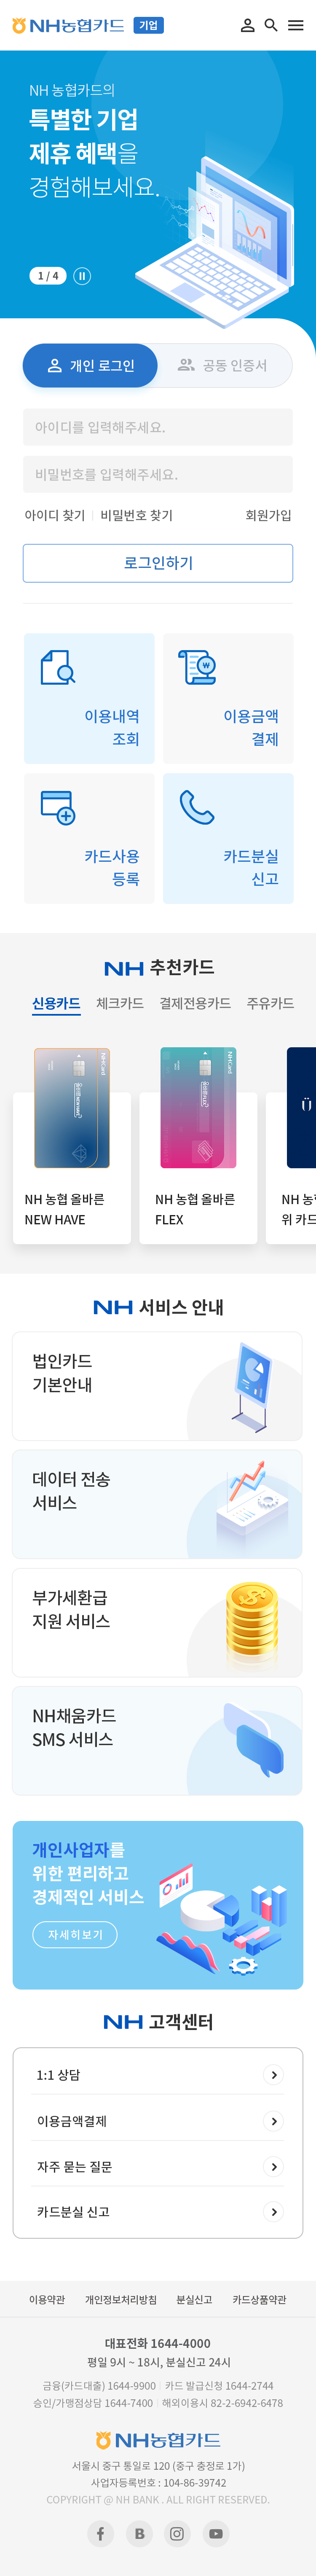 NH농협카드 기업
NH 농협카드의
특별한 기업
제휴 혜택을
경험해보세요.
1 / 4
개인 로그인 공동 인증서
아이디를 입력해주세요.
비밀번호를 입력해주세요.
아이디 찾기 비밀번호 찾기 회원가입
로그인하기
이용내역
조회
이용금액
결제
카드사용
등록
카드분실
신고
NH 추천카드
신용카드 체크카드 결제전용카드 주유카드
NH 농협 올바른
NEW HAVE
NH 농협 올바른
FLEX
위 카드
NH 서비스 안내
법인카드
기본안내
데이터 전송
서비스
부가세환급
지원 서비스
NH채움카드
SMS 서비스
개인사업자를
위한 편리하고
경제적인 서비스
자세히보기
NH 고객센터
1:1 상담
이용금액결제
자주 묻는 질문
카드분실 신고
이용약관 개인정보처리방침 분실신고 카드상품약관
대표전화 1644-4000
평일 9시 ~ 18시, 분실신고 24시
금융(카드대출) 1644-9900 카드 발급신청 1644-2744
승인/가맹점상담 1644-7400 해외이용시 82-2-6942-6478
NH농협카드
서울시 중구 통일로 120 (중구 충정로 1가)
사업자등록번호 : 104-86-39742
COPYRIGHT @ NH BANK . ALL RIGHT RESERVED.